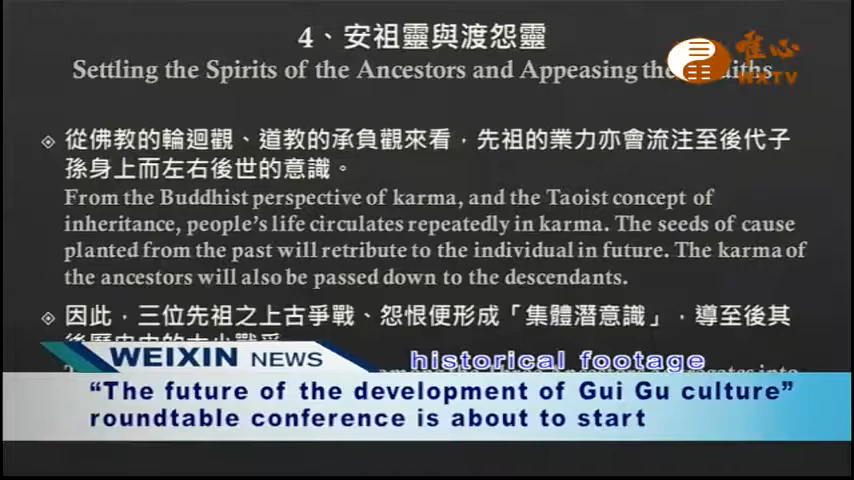 4、安祖靈與渡怨靈
唯心
Settling the Spirits of the Ancestors and Appeasing the
WXTV
從佛教的輪迴觀、道教的承負觀來看，先祖的業力亦會流注至後代子
孫身上而左右後世的意識。
From the Buddhist perspective of karma, and the Taoist concept of
inheritance, people's life circulates repeatedly in karma. The seeds of cause
planted from the past will retribute to the individual in future. The karma of
the ancestors will also be passed down to the descendants.
因此，三位先祖之上古爭戰、怨恨便形成「集體潛意識」，導至後其
WEIXIN NEWS
historical footage
“The future of the development of Gui Gu culture”
roundtable conference is about to start